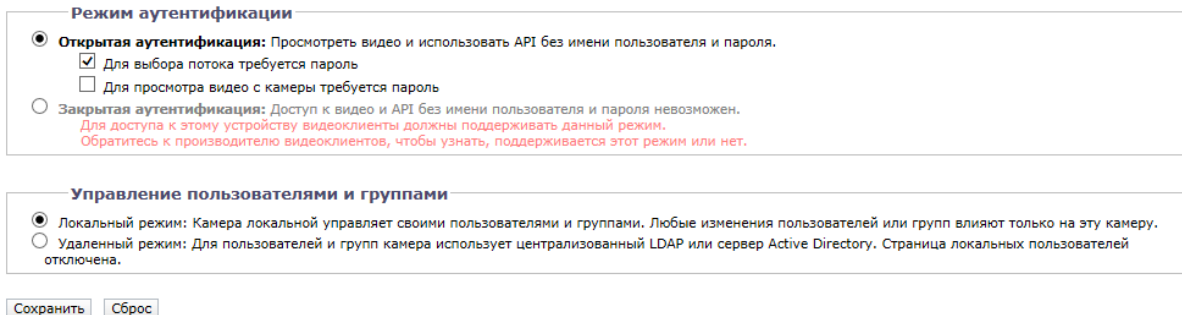 Режим аутентификации
Открытая аутентификация: Просмотреть видео и использовать API без имени пользователя и пароля.
Для выбора потока требуется пароль
Для просмотра видео с камеры требуется пароль
Закрытая аутентификация: Доступ к видео и API без имени пользователя и пароля невозможен.
Для доступа к этому устройству видеоклиенты должны поддерживать данный режим.
Обратитесь к производителю видеоклиентов, чтобы узнать, поддерживается этот режим или нет.
Управление пользователями и группами
Локальный режим: Камера локальной управляет своими пользователями и группами. Любые изменения пользователей или групп влияют только на эту камеру.
Удаленный режим: Для пользователей и групп камера использует централизованный LDAP или сервер Active Directory. Страница локальных пользователей
отключена.
Сохранить Сброс